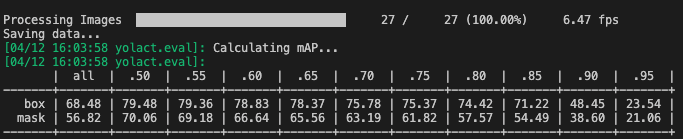 Processing Images 27 / 27 (100.00%) 6.47 fps
Saving data...
[04/12 16:03:58 yolact.eval]: Calculating mAP...
[04/12 16:03:58 yolact.eval]:
| all | .50 | .55 | .60 | .65 | .70 | .75 | .80 | .85 | .90 | .95 |
-------+-------+-------+-------+-------+-------+-------+-------+-------+-------+-------+-------+
box | 68.48 | 79.48 | 79.36 | 78.83 | 78.37 | 75.78 | 75.37 | 74.42 | 71.22 | 48.45 | 23.54 |
mask | 56.82 | 70.06 | 69.18 | 66.64 | 65.56 | 63.19 | 61.82 | 57.57 | 54.49 | 38.60 | 21.06 |
-------+-------+-------+-------+-------+-------+-------+-------+-------+-------+-------+-------+